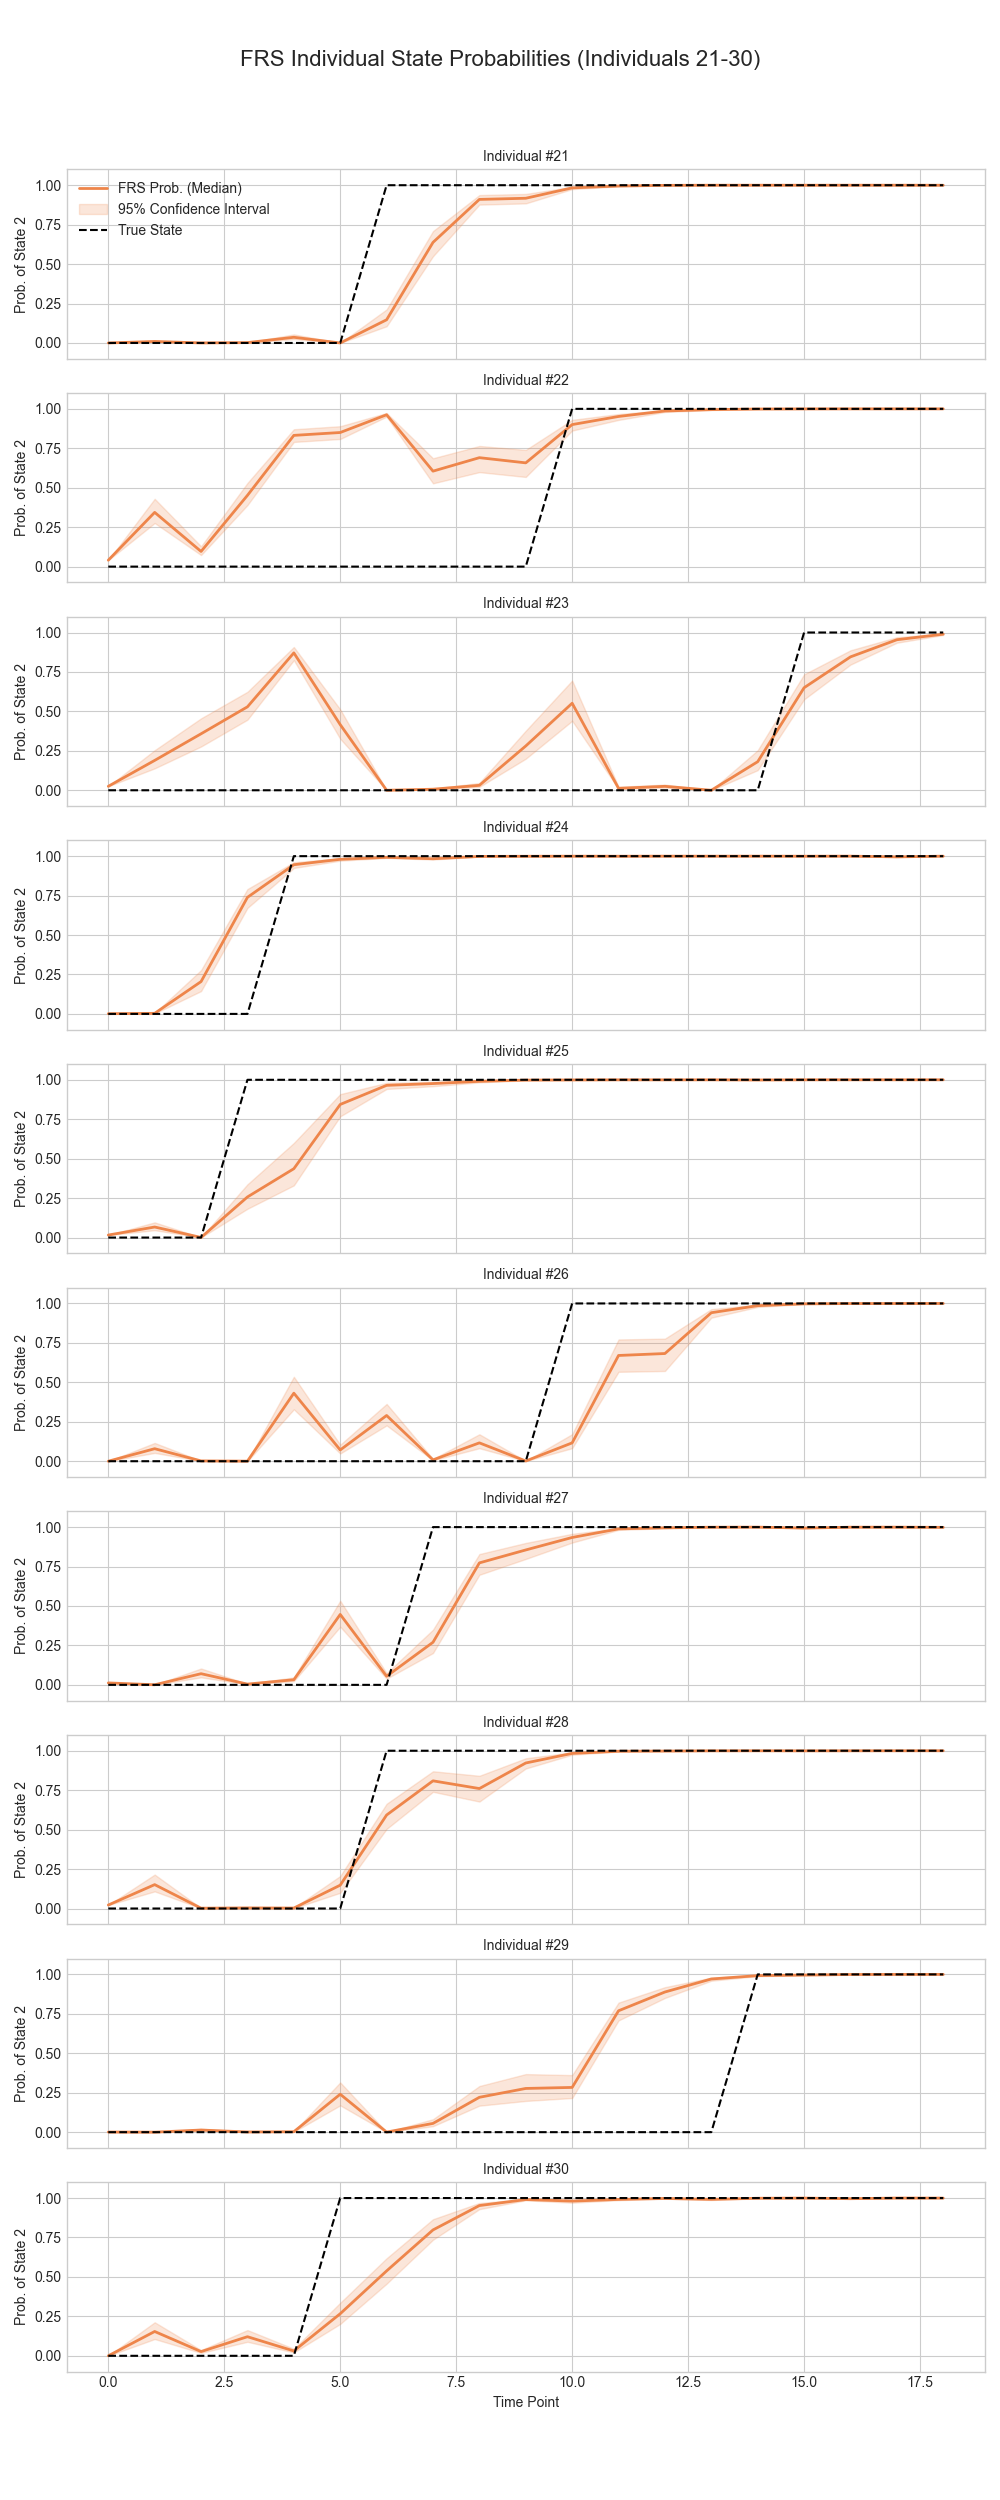 FRS Individual State Probabilities (Individuals 21-30)
Individual #21
FRS Prob. (Median)
95% Confidence Interval
True State
Prob. of State 2
1.00
0.75
0.50
0.25
0.00
Individual #22
Prob. of State 2
1.00
0.75
0.50
0.25
0.00
Individual #23
Prob. of State 2
1.00
0.75
0.50
0.25
0.00
Individual #24
Prob. of State 2
1.00
0.75
0.50
0.25
0.00
Individual #25
Prob. of State 2
1.00
0.75
0.50
0.25
0.00
Individual #26
Prob. of State 2
1.00
0.75
0.50
0.25
0.00
Individual #27
Prob. of State 2
1.00
0.75
0.50
0.25
0.00
Individual #28
Prob. of State 2
1.00
0.75
0.50
0.25
0.00
Individual #29
Prob. of State 2
1.00
0.75
0.50
0.25
0.00
Individual #30
Prob. of State 2
1.00
0.75
0.50
0.25
0.00
0.0 2.5 5.0 7.5 10.0 12.5 15.0 17.5
Time Point